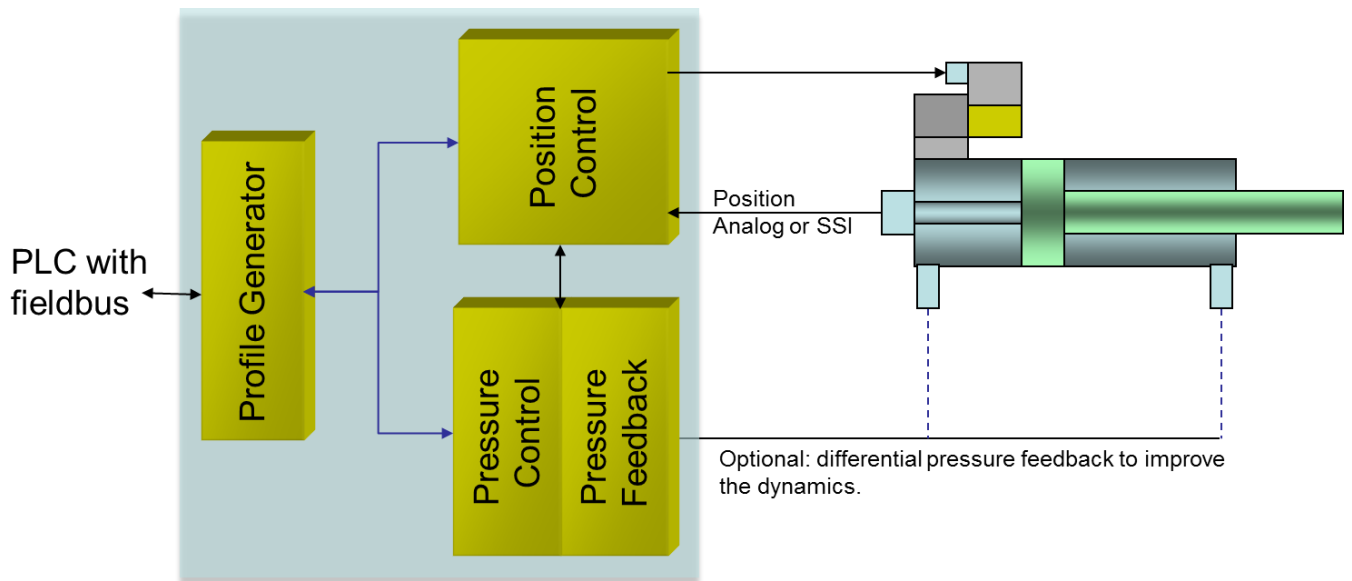 PLC with
fieldbus
Profile Generator
Position
Control
Pressure
Control
Pressure
Feedback
Position
Analog or SSI
Optional: differential pressure feedback to improve
the dynamics.